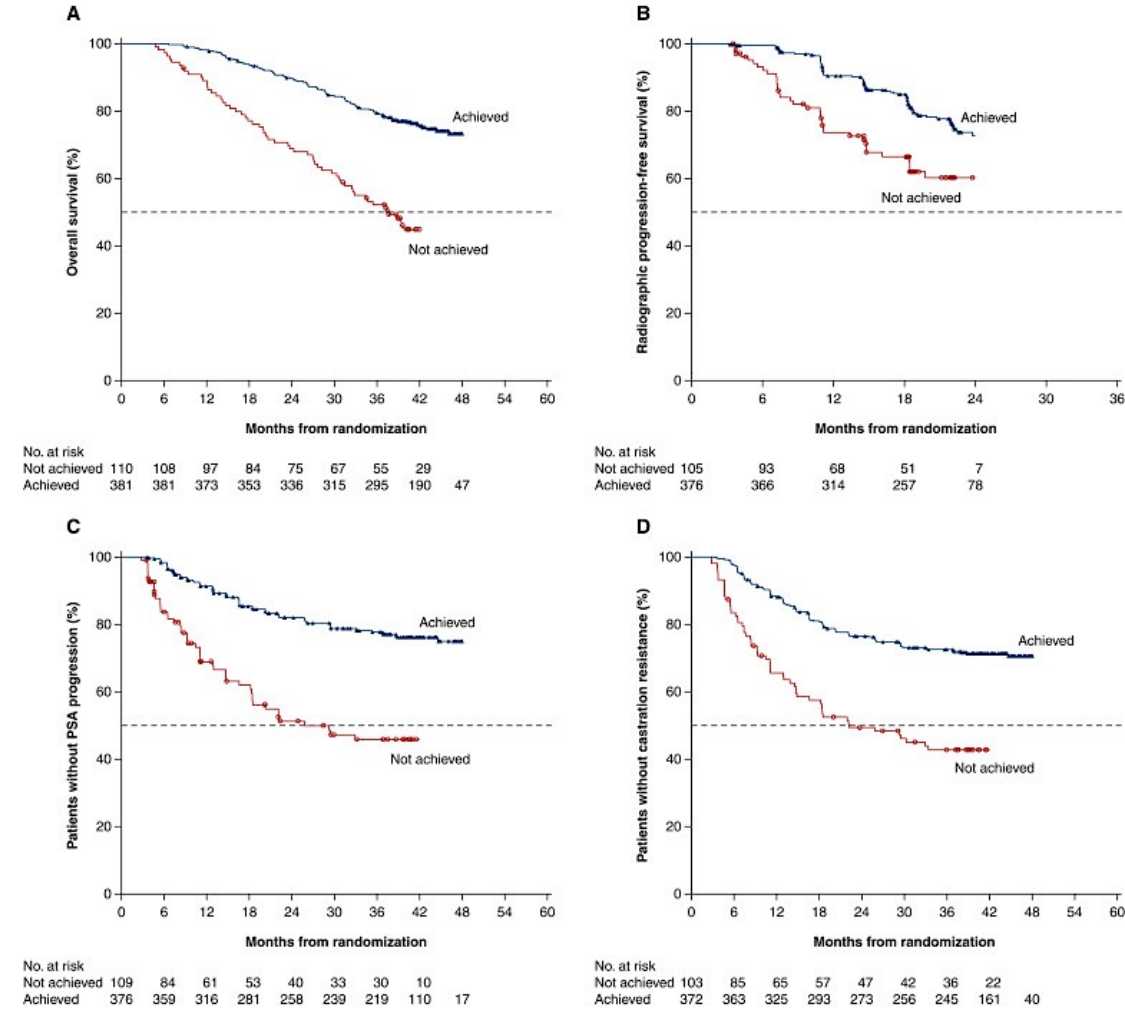 A
Overall survival (%)
100
80
60
40
20
0
Achieved
Not achieved
0 6 12 18 24 30 36 42 48 54 60
Months from randomization
No. at risk
Not achieved 110 108 97 84 75 67 55 29
Achieved 381 381 373 353 336 315 295 190 47
B
Radiographic progression-free survival (%)
100
80
60
40
20
0
Achieved
Not achieved
0 6 12 18 24 30 36
Months from randomization
No. at risk
Not achieved 105 93 68 51 7
Achieved 376 366 314 257 78
C
Patients without PSA progression (%)
100
80
60
40
20
0
Achieved
Not achieved
0 6 12 18 24 30 36 42 48 54 60
Months from randomization
No. at risk
Not achieved 109 84 61 53 40 33 30 10
Achieved 376 359 316 281 258 239 219 110 17
D
Patients without castration resistance (%)
100
80
60
40
20
0
Achieved
Not achieved
0 6 12 18 24 30 36 42 48 54 60
Months from randomization
No. at risk
Not achieved 103 85 65 57 47 42 36 22
Achieved 372 363 325 293 273 256 245 161 40